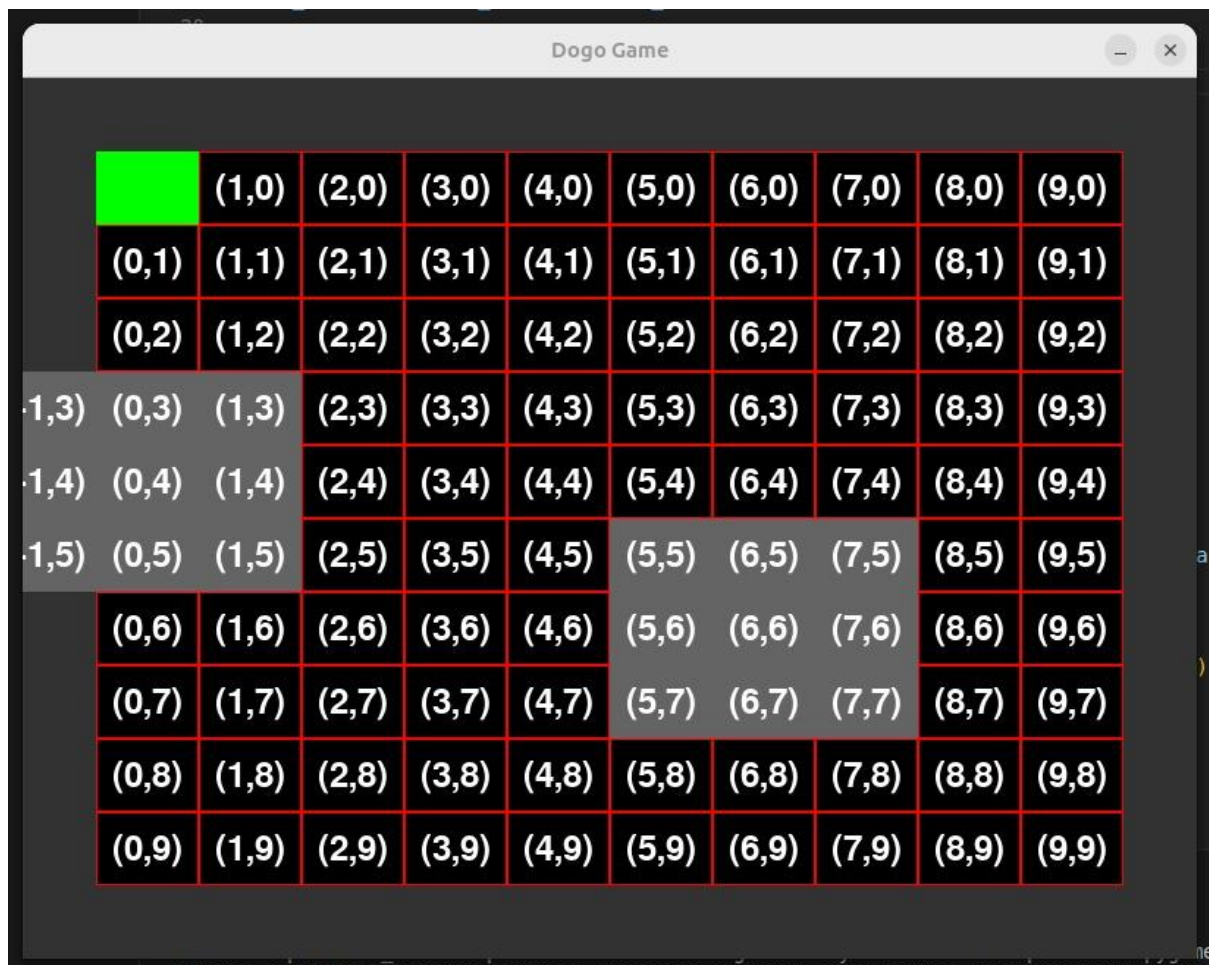 Dogo Game
(1,0) (2,0) (3,0) (4,0) (5,0) (6,0) (7,0) (8,0) (9,0)
(0,1) (1,1) (2,1) (3,1) (4,1) (5,1) (6,1) (7,1) (8,1) (9,1)
(0,2) (1,2) (2,2) (3,2) (4,2) (5,2) (6,2) (7,2) (8,2) (9,2)
-1,3) (0,3) (1,3) (2,3) (3,3) (4,3) (5,3) (6,3) (7,3) (8,3) (9,3)
-1,4) (0,4) (1,4) (2,4) (3,4) (4,4) (5,4) (6,4) (7,4) (8,4) (9,4)
-1,5) (0,5) (1,5) (2,5) (3,5) (4,5) (5,5) (6,5) (7,5) (8,5) (9,5)
(0,6) (1,6) (2,6) (3,6) (4,6) (5,6) (6,6) (7,6) (8,6) (9,6)
(0,7) (1,7) (2,7) (3,7) (4,7) (5,7) (6,7) (7,7) (8,7) (9,7)
(0,8) (1,8) (2,8) (3,8) (4,8) (5,8) (6,8) (7,8) (8,8) (9,8)
(0,9) (1,9) (2,9) (3,9) (4,9) (5,9) (6,9) (7,9) (8,9) (9,9)